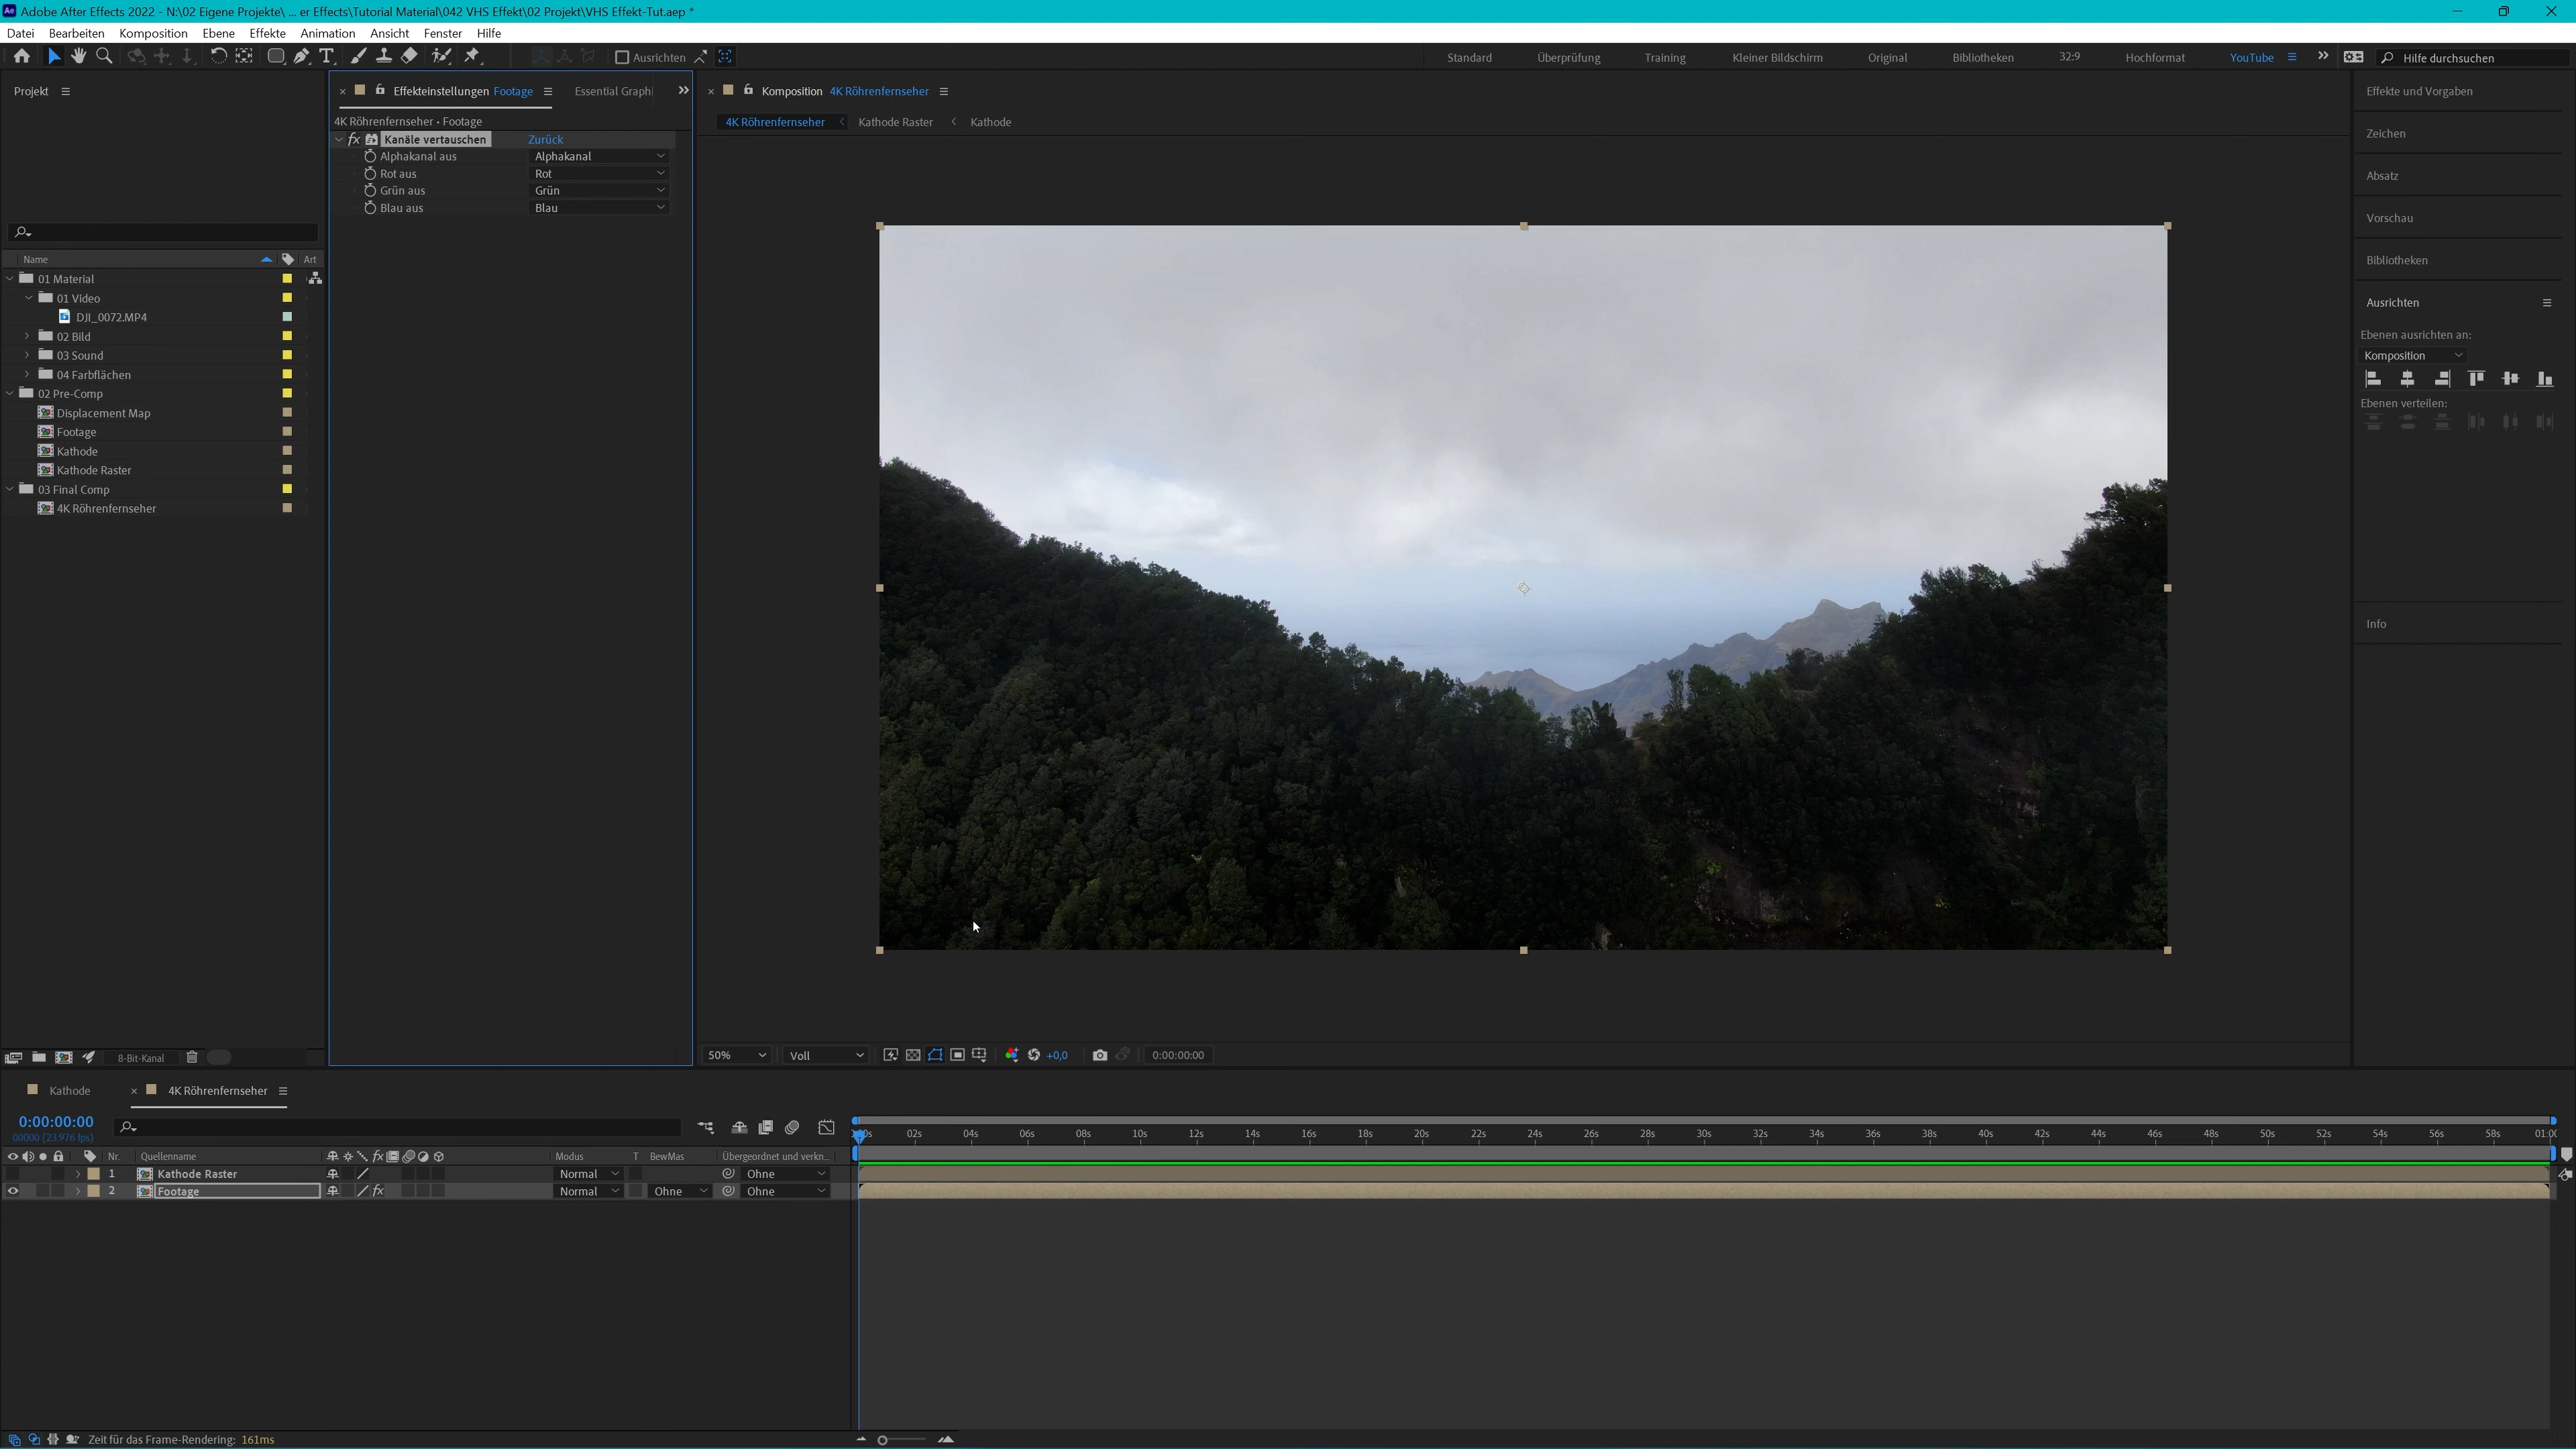 Adobe After Effects 2022 - N:\02 Eigene Projekte\ ... er Effects\Tutorial Material\042 VHS Effekt\02 Projekt\VHS Effekt-Tut.aep *
Datei Bearbeiten Komposition Ebene Effekte Animation Ansicht Fenster Hilfe
Ausrichten
Standard Überprüfung Training Kleiner Bildschirm Original Bibliotheken 32:9 Hochformat YouTube
Hilfe durchsuchen
Projekt
Name Art
01 Material
01 Video
DJI_0072.MP4
02 Bild
03 Sound
04 Farbflächen
02 Pre-Comp
Displacement Map
Footage
Kathode
Kathode Raster
03 Final Comp
4K Röhrenfernseher
8-Bit-Kanal
Effekteinstellungen Footage Essential Graphi
4K Röhrenfernseher • Footage
fx Kanäle vertauschen Zurück
Alphakanal aus Alphakanal
Rot aus Rot
Grün aus Grün
Blau aus Blau
Komposition 4K Röhrenfernseher
4K Röhrenfernseher Kathode Raster Kathode
50% Voll +0,0 0:00:00:00
Effekte und Vorgaben
Zeichen
Absatz
Vorschau
Bibliotheken
Ausrichten
Ebenen ausrichten an:
Komposition
Ebenen verteilen:
Info
Kathode 4K Röhrenfernseher
0:00:00:00
00000 (23.976 fps)
02s 04s 06s 08s 10s 12s 14s 16s 18s 20s 22s 24s 26s 28s 30s 32s 34s 36s 38s 40s 42s 44s 46s 48s 50s 52s 54s 56s 58s 01:00
Nr. Quellenname fx Modus T BewMas Übergeordnet und verkn...
1 Kathode Raster Normal Ohne
2 Footage fx Normal Ohne Ohne
Zeit für das Frame-Rendering: 161ms